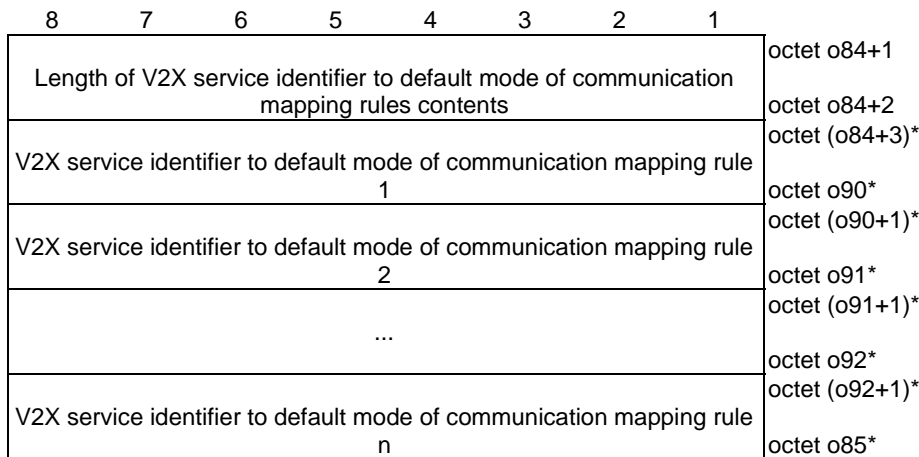 8 7 6 5 4 3 2 1
octet o84+1
Length of V2X service identifier to default mode of communication
mapping rules contents
octet o84+2
octet (o84+3)*
V2X service identifier to default mode of communication mapping rule
1
octet o90*
octet (o90+1)*
V2X service identifier to default mode of communication mapping rule
2
octet o91*
octet (o91+1)*
...
octet o92*
octet (o92+1)*
V2X service identifier to default mode of communication mapping rule
n
octet o85*